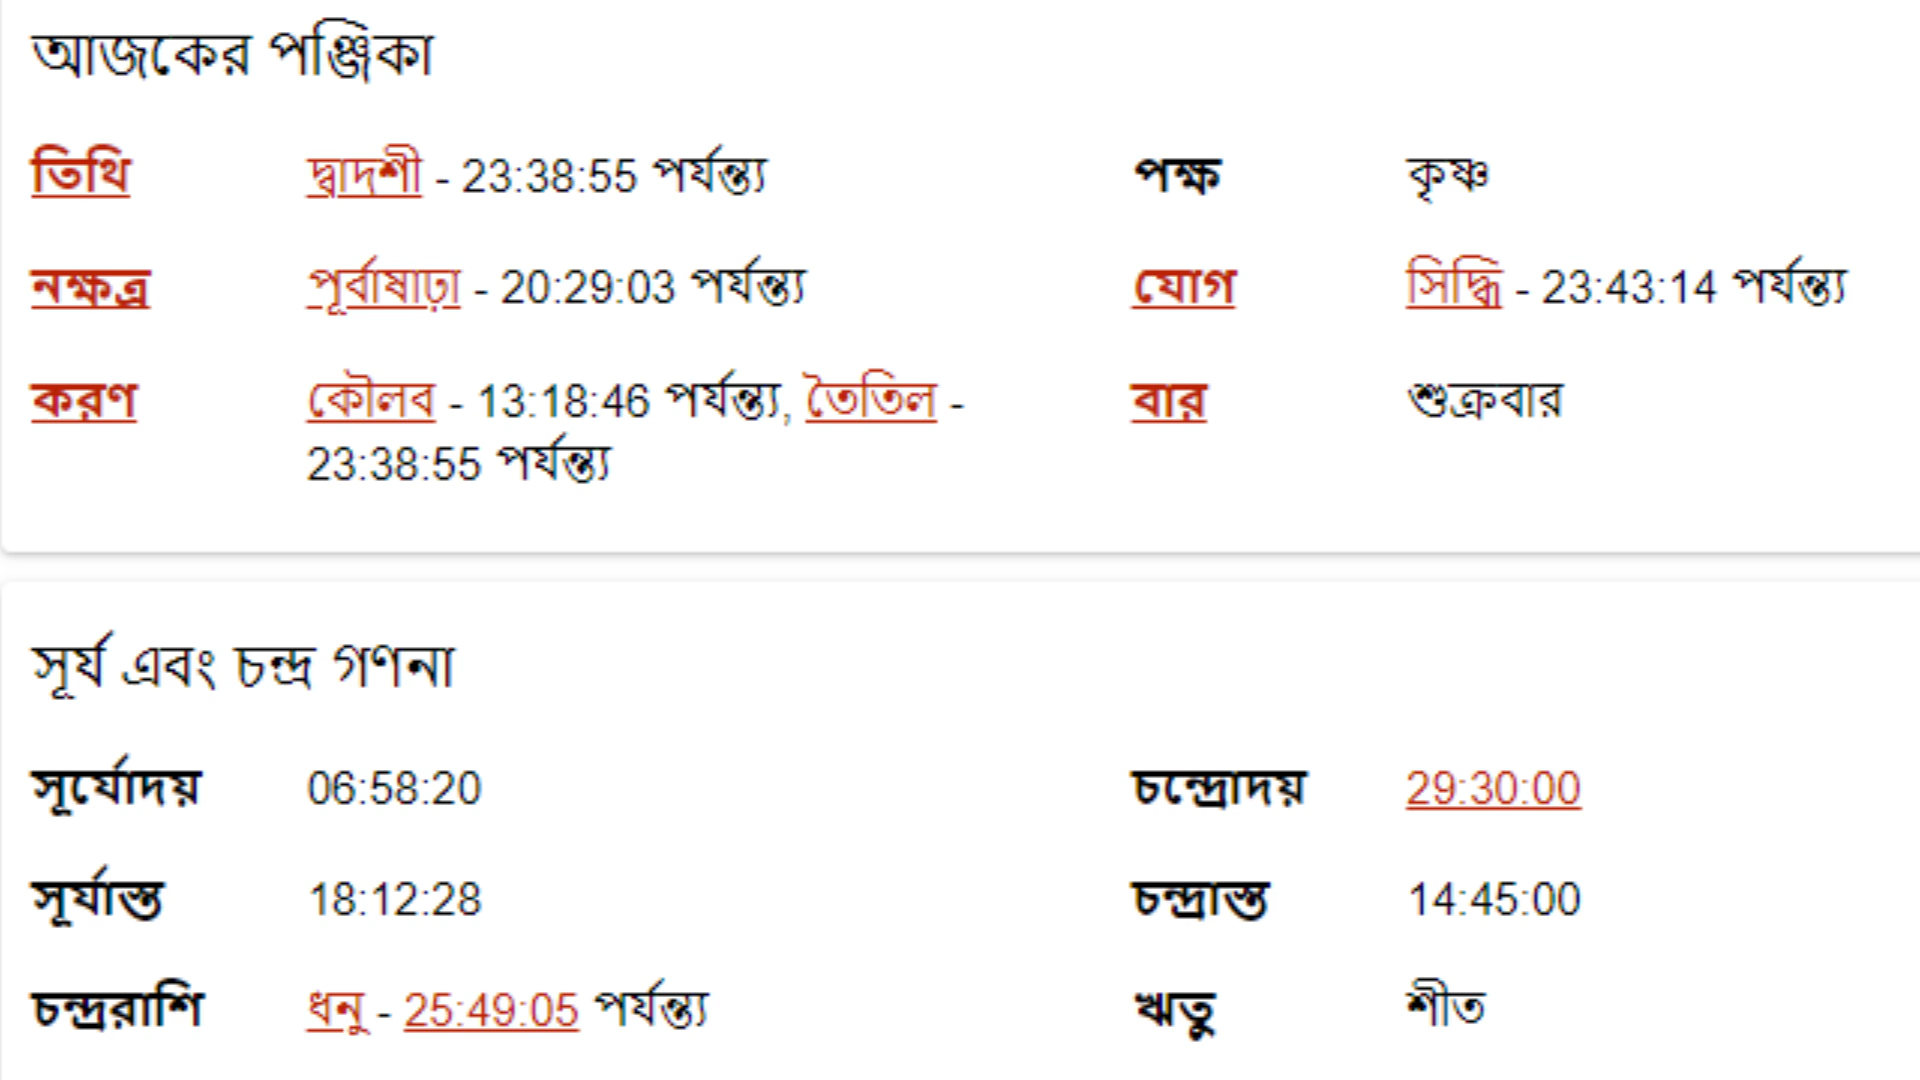 আজকের পঞ্জিকা
তিথি দ্বাদশী - 23:38:55 পর্যন্ত্য পক্ষ কৃষ্ণ
নক্ষত্র পূর্বাষাঢ়া - 20:29:03 পর্যন্ত্য যোগ সিদ্ধি - 23:43:14 পর্যন্ত্য
করণ কৌলব - 13:18:46 পর্যন্ত্য, তৈতিল - বার শুক্রবার
23:38:55 পর্যন্ত্য
সূর্য এবং চন্দ্র গণনা
সূর্যোদয় 06:58:20 চন্দ্রোদয় 29:30:00
সূর্যাস্ত 18:12:28 চন্দ্রাস্ত 14:45:00
চন্দ্ররাশি ধনু - 25:49:05 পর্যন্ত্য ঋতু শীত